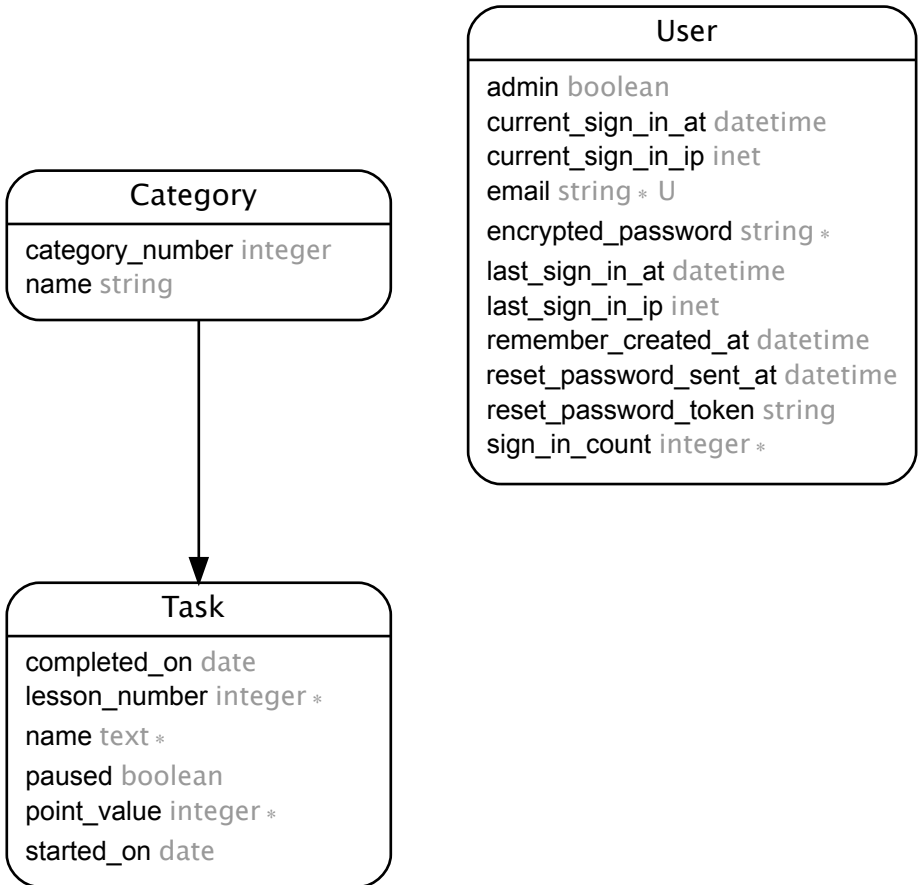 User
admin boolean
current_sign_in_at datetime
current_sign_in_ip inet
email string * U
encrypted_password string *
last_sign_in_at datetime
last_sign_in_ip inet
remember_created_at datetime
reset_password_sent_at datetime
reset_password_token string
sign_in_count integer *
Category
category_number integer
name string
Task
completed_on date
lesson_number integer *
name text *
paused boolean
point_value integer *
started_on date